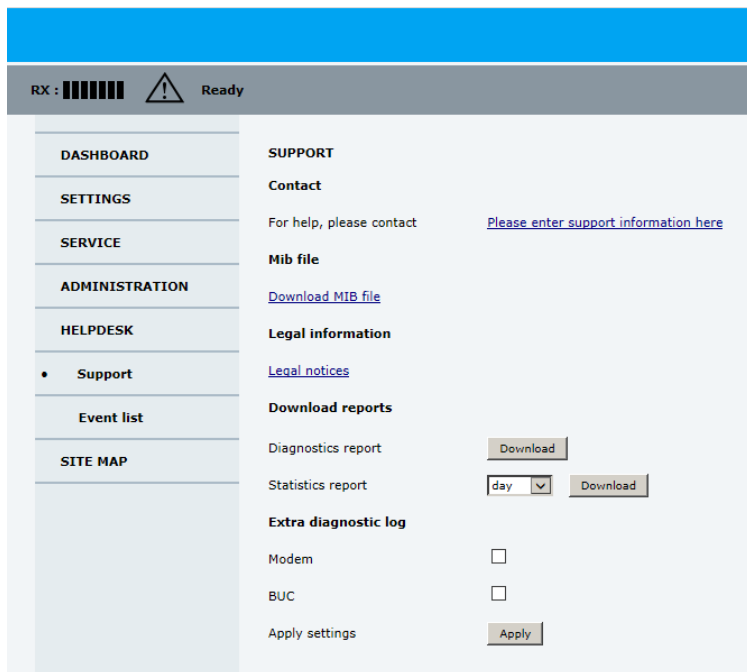 RX : Ready
DASHBOARD
SETTINGS
SERVICE
ADMINISTRATION
HELPDESK
• Support
Event list
SITE MAP
SUPPORT
Contact
For help, please contact Please enter support information here
Mib file
Download MIB file
Legal information
Legal notices
Download reports
Diagnostics report Download
Statistics report day Download
Extra diagnostic log
Modem
BUC
Apply settings Apply